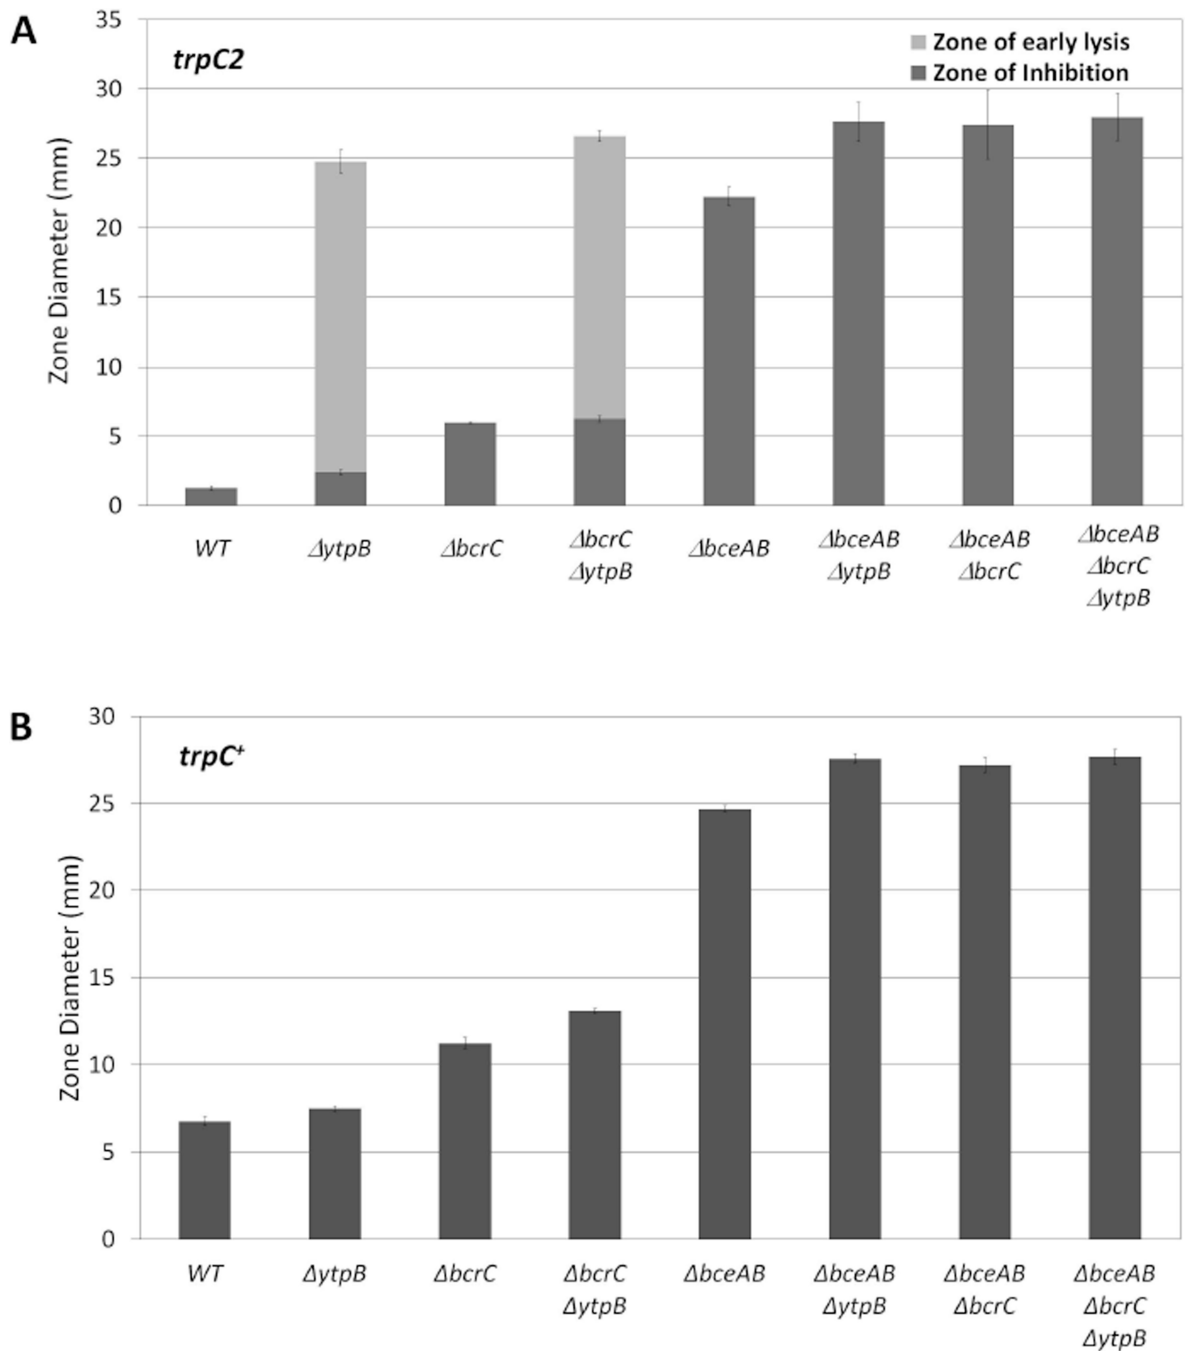 A
35
30
25
20
15
10
5
0
Zone Diameter (mm)
trpC2
Zone of early lysis
Zone of Inhibition
WT
ΔytpB
ΔbcrC
ΔbcrC
ΔytpB
ΔbceAB
ΔbceAB
ΔytpB
ΔbceAB
ΔbcrC
ΔbceAB
ΔbcrC
ΔytpB
B
30
25
20
15
10
5
0
Zone Diameter (mm)
trpC⁺
WT
ΔytpB
ΔbcrC
ΔbcrC
ΔytpB
ΔbceAB
ΔbceAB
ΔytpB
ΔbceAB
ΔbcrC
ΔbceAB
ΔbcrC
ΔytpB